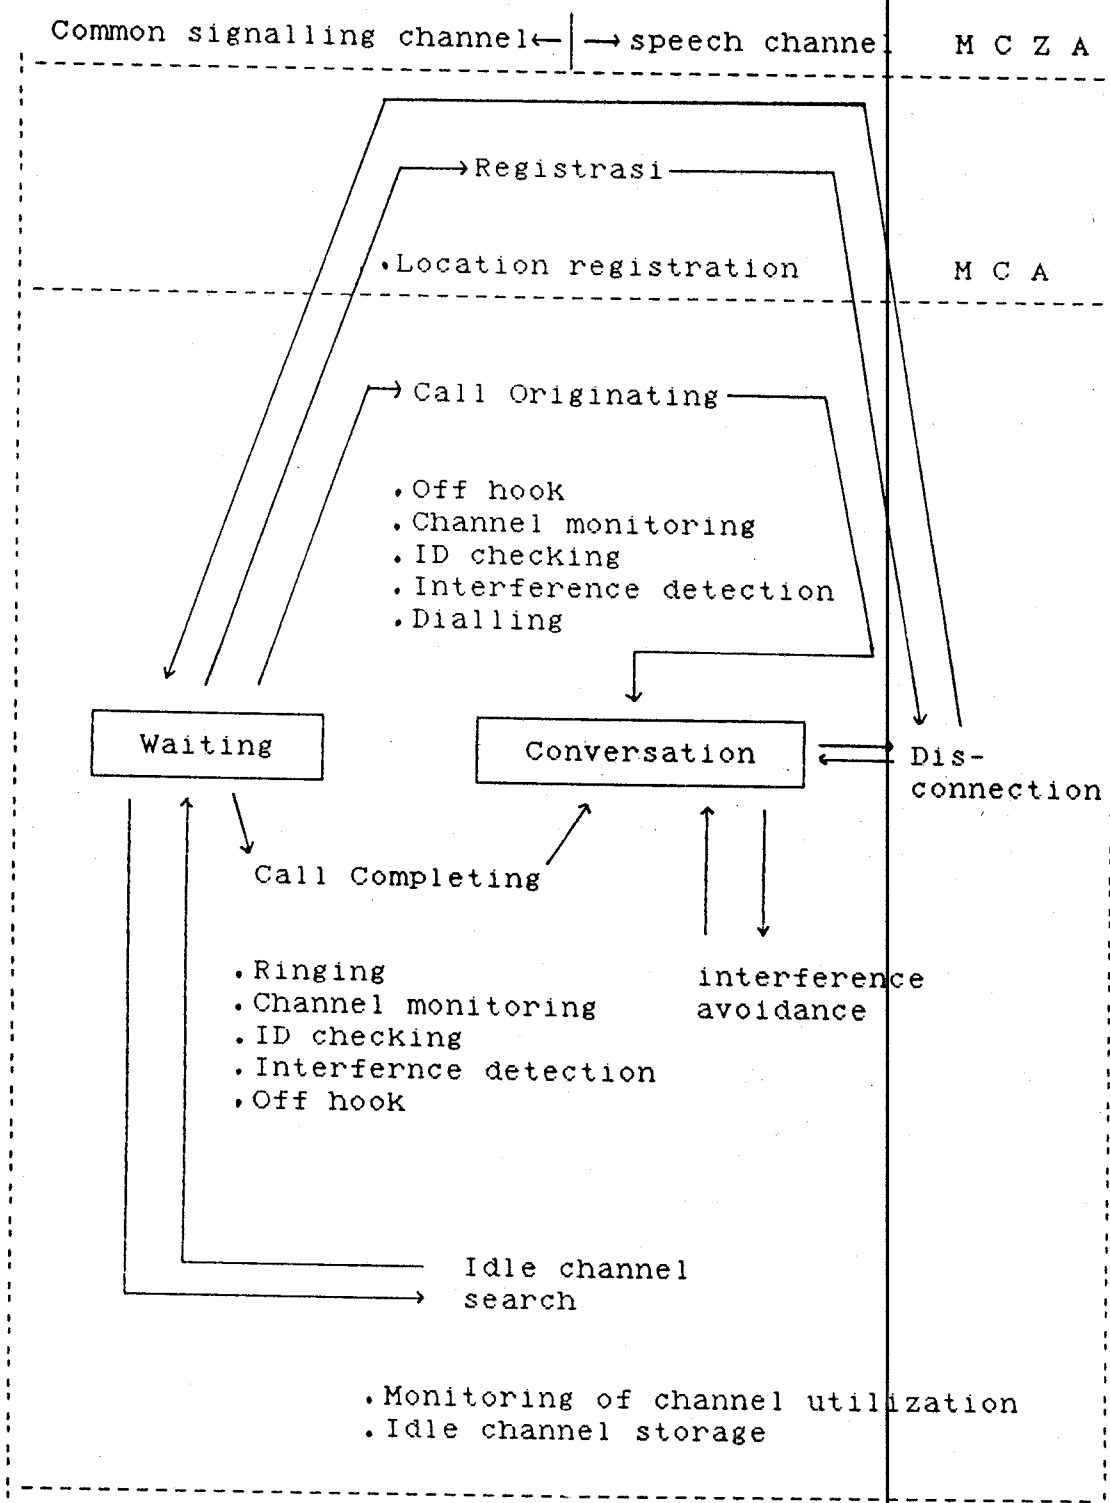 Common signalling channel←|→speech channel M C Z A
Registrasi
.Location registration M C A
Call Originating
.Off hook
.Channel monitoring
.ID checking
.Interference detection
.Dialling
Waiting
Conversation
Dis-
connection
Call Completing
.Ringing
.Channel monitoring
.ID checking
.Interfernce detection
.Off hook
interference
avoidance
Idle channel
search
.Monitoring of channel utilization
.Idle channel storage